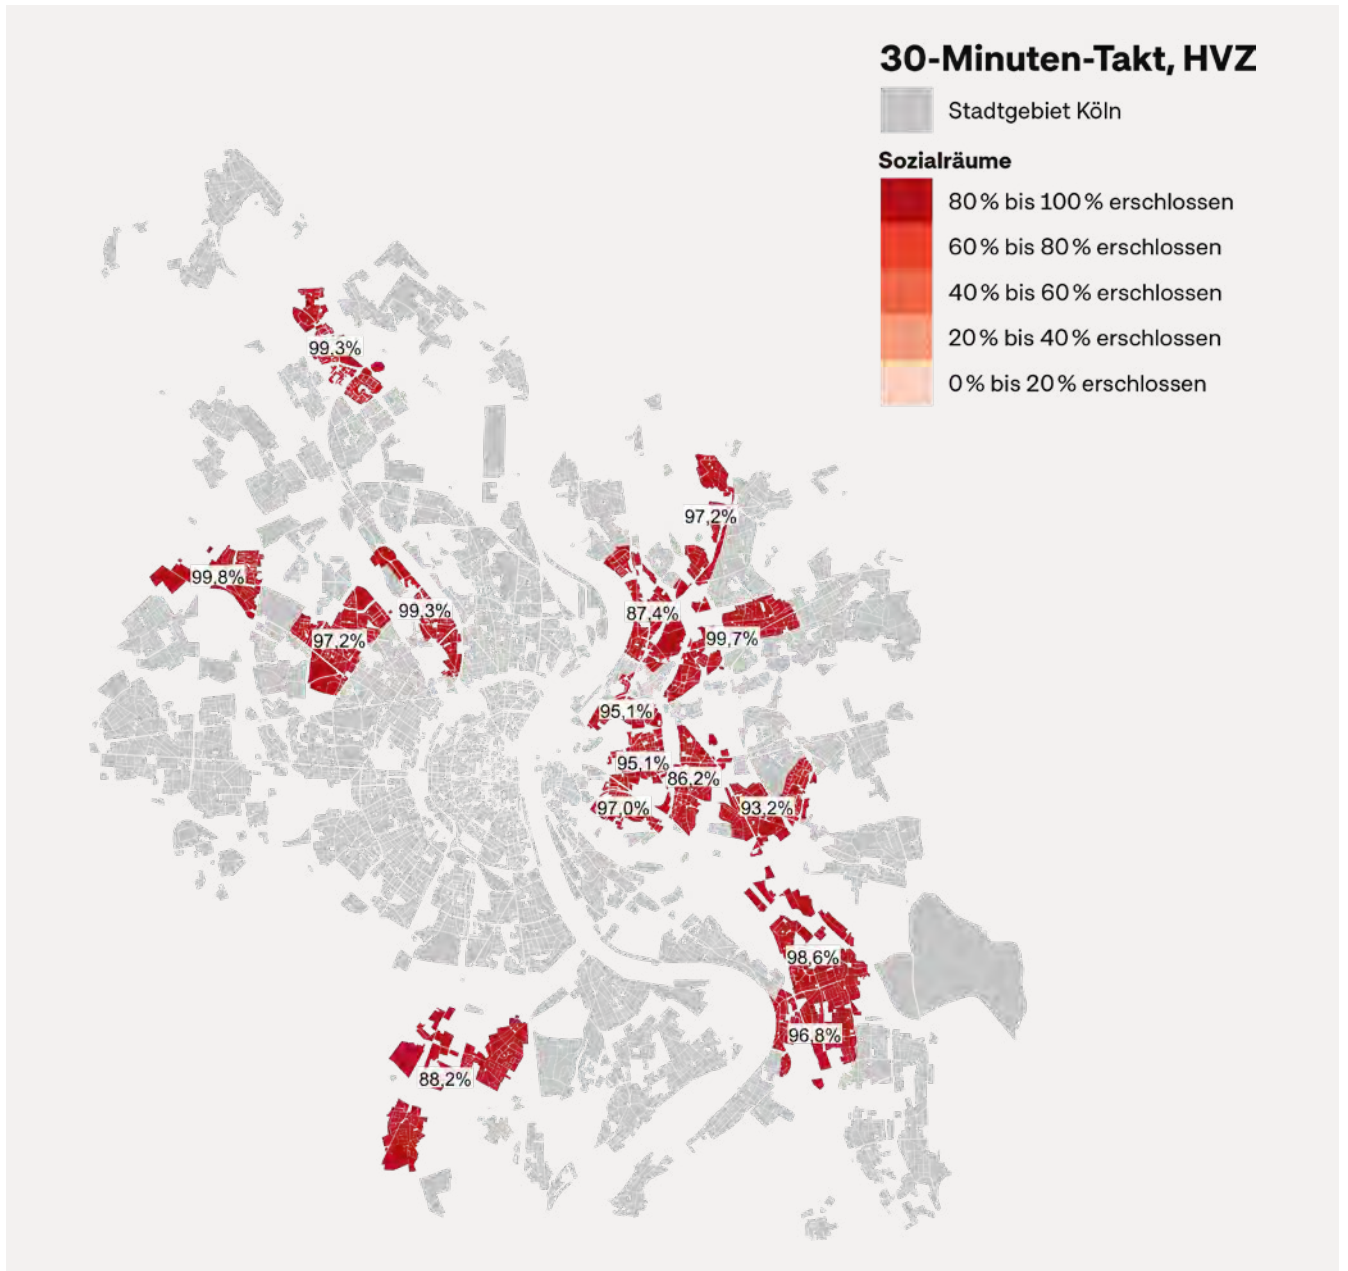 30-Minuten-Takt, HVZ
Stadtgebiet Köln
Sozialräume
80 % bis 100 % erschlossen
60 % bis 80 % erschlossen
40 % bis 60 % erschlossen
20 % bis 40 % erschlossen
0 % bis 20 % erschlossen
99,3%
97,2%
99,8%
99,3%
87,4%
97,2%
99,7%
95,1%
95,1%
86,2%
97,0%
93,2%
98,6%
96,8%
88,2%